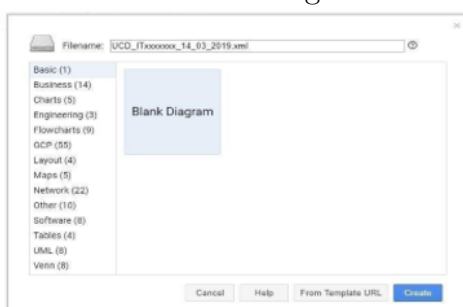 Filename: UCD_ITxxxxxxx_14_03_2019.xml
Basic (1)
Business (14)
Charts (5)
Engineering (3)
Flowcharts (9)
GCP (55)
Layout (4)
Maps (5)
Network (22)
Other (10)
Software (8)
Tables (4)
UML (8)
Venn (8)
Blank Diagram
Cancel Help From Template URL Create